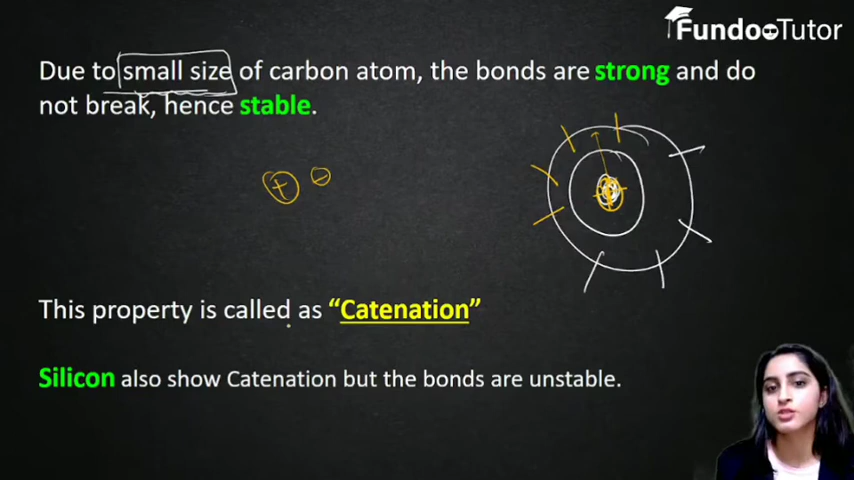 FundooTutor
Due to small size of carbon atom, the bonds are strong and do
not break, hence stable.
+ −
This property is called as “Catenation”
Silicon also show Catenation but the bonds are unstable.